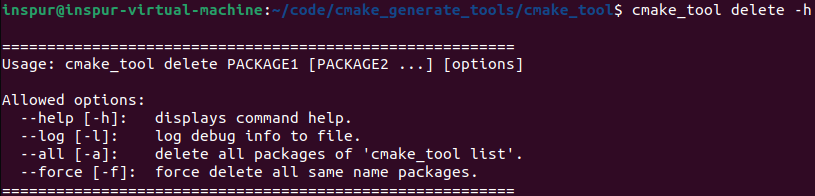 inspur@inspur-virtual-machine:~/code/cmake_generate_tools/cmake_tool$ cmake_tool delete -h
=========================================================
Usage: cmake_tool delete PACKAGE1 [PACKAGE2 ...] [options]
Allowed options:
--help [-h]: displays command help.
--log [-l]: log debug info to file.
--all [-a]: delete all packages of 'cmake_tool list'.
--force [-f]: force delete all same name packages.
=========================================================